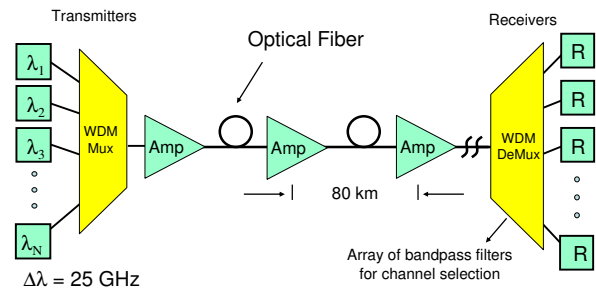 Transmitters
Receivers
Optical Fiber
λ1
λ2
λ3
λN
WDM
Mux
Amp
Amp
Amp
WDM
DeMux
R
R
R
R
80 km
Array of bandpass filters
for channel selection
Δλ = 25 GHz